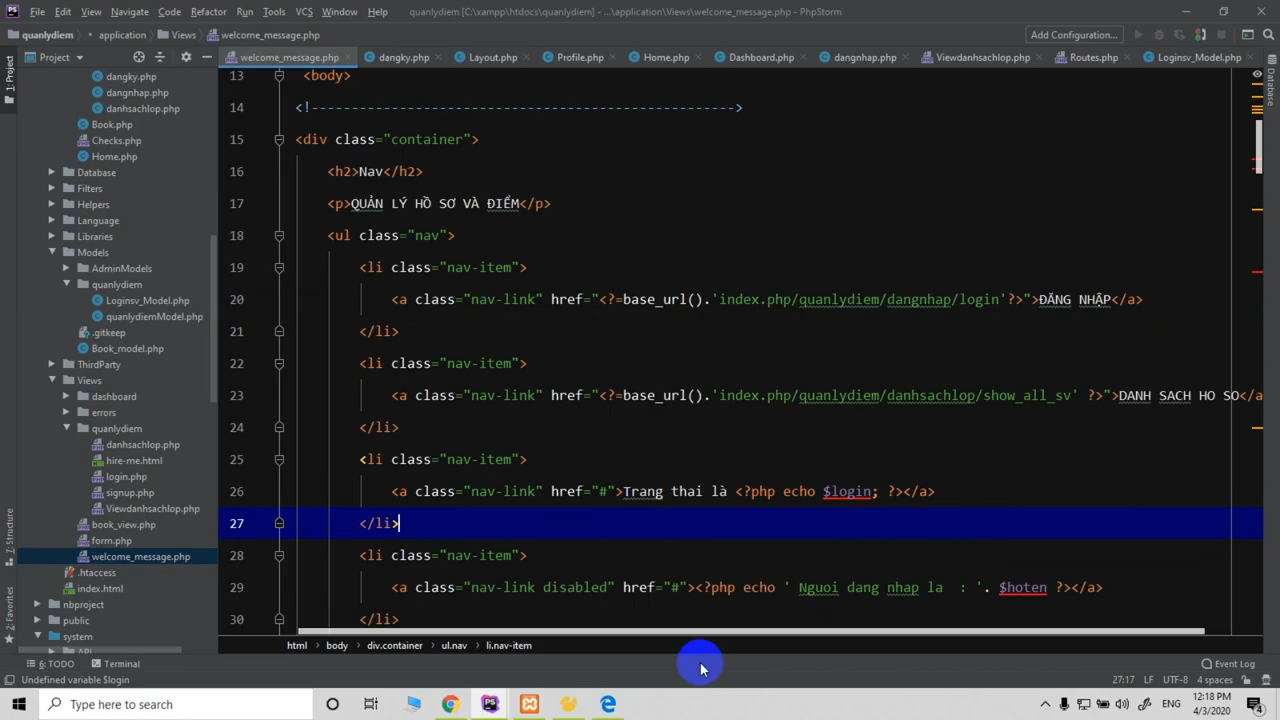 File Edit View Navigate Code Refactor Run Tools VCS Window Help quanlydiem [C:\xampp\htdocs\quanlydiem] - ...\application\Views\welcome_message.php - PhpStorm
quanlydiem application Views welcome_message.php Add Configuration...
Project welcome_message.php dangky.php Layout.php Profile.php Home.php Dashboard.php dangnhap.php Viewdanhsachlop.php Routes.php Loginsv_Model.php
1: Project
Z: Structure
2: Favorites
Database
dangky.php
dangnhap.php
danhsachlop.php
Book.php
Checks.php
Home.php
Database
Filters
Helpers
Language
Libraries
Models
AdminModels
quanlydiem
Loginsv_Model.php
quanlydiemModel.php
.gitkeep
Book_model.php
ThirdParty
Views
dashboard
errors
quanlydiem
danhsachlop.php
hire-me.html
login.php
signup.php
Viewdanhsachlop.php
book_view.php
form.php
welcome_message.php
.htaccess
index.html
nbproject
public
system
API
13 <body>
14 <!----------------------------------------------------->
15 <div class="container">
16 <h2>Nav</h2>
17 <p>QUẢN LÝ HỒ SƠ VÀ ĐIỂM</p>
18 <ul class="nav">
19 <li class="nav-item">
20 <a class="nav-link" href="<?=base_url().'index.php/quanlydiem/dangnhap/login'?>">ĐĂNG NHẬP</a>
21 </li>
22 <li class="nav-item">
23 <a class="nav-link" href="<?=base_url().'index.php/quanlydiem/danhsachlop/show_all_sv' ?>">DANH SACH HO SO</a
24 </li>
25 <li class="nav-item">
26 <a class="nav-link" href="#">Trang thai là <?php echo $login; ?></a>
27 </li>
28 <li class="nav-item">
29 <a class="nav-link disabled" href="#"><?php echo ' Nguoi dang nhap la : '. $hoten ?></a>
30 </li>
html body div.container ul.nav li.nav-item
6: TODO Terminal Event Log
Undefined variable $login 27:17 LF UTF-8 4 spaces
Type here to search ENG 12:18 PM
4/3/2020 4